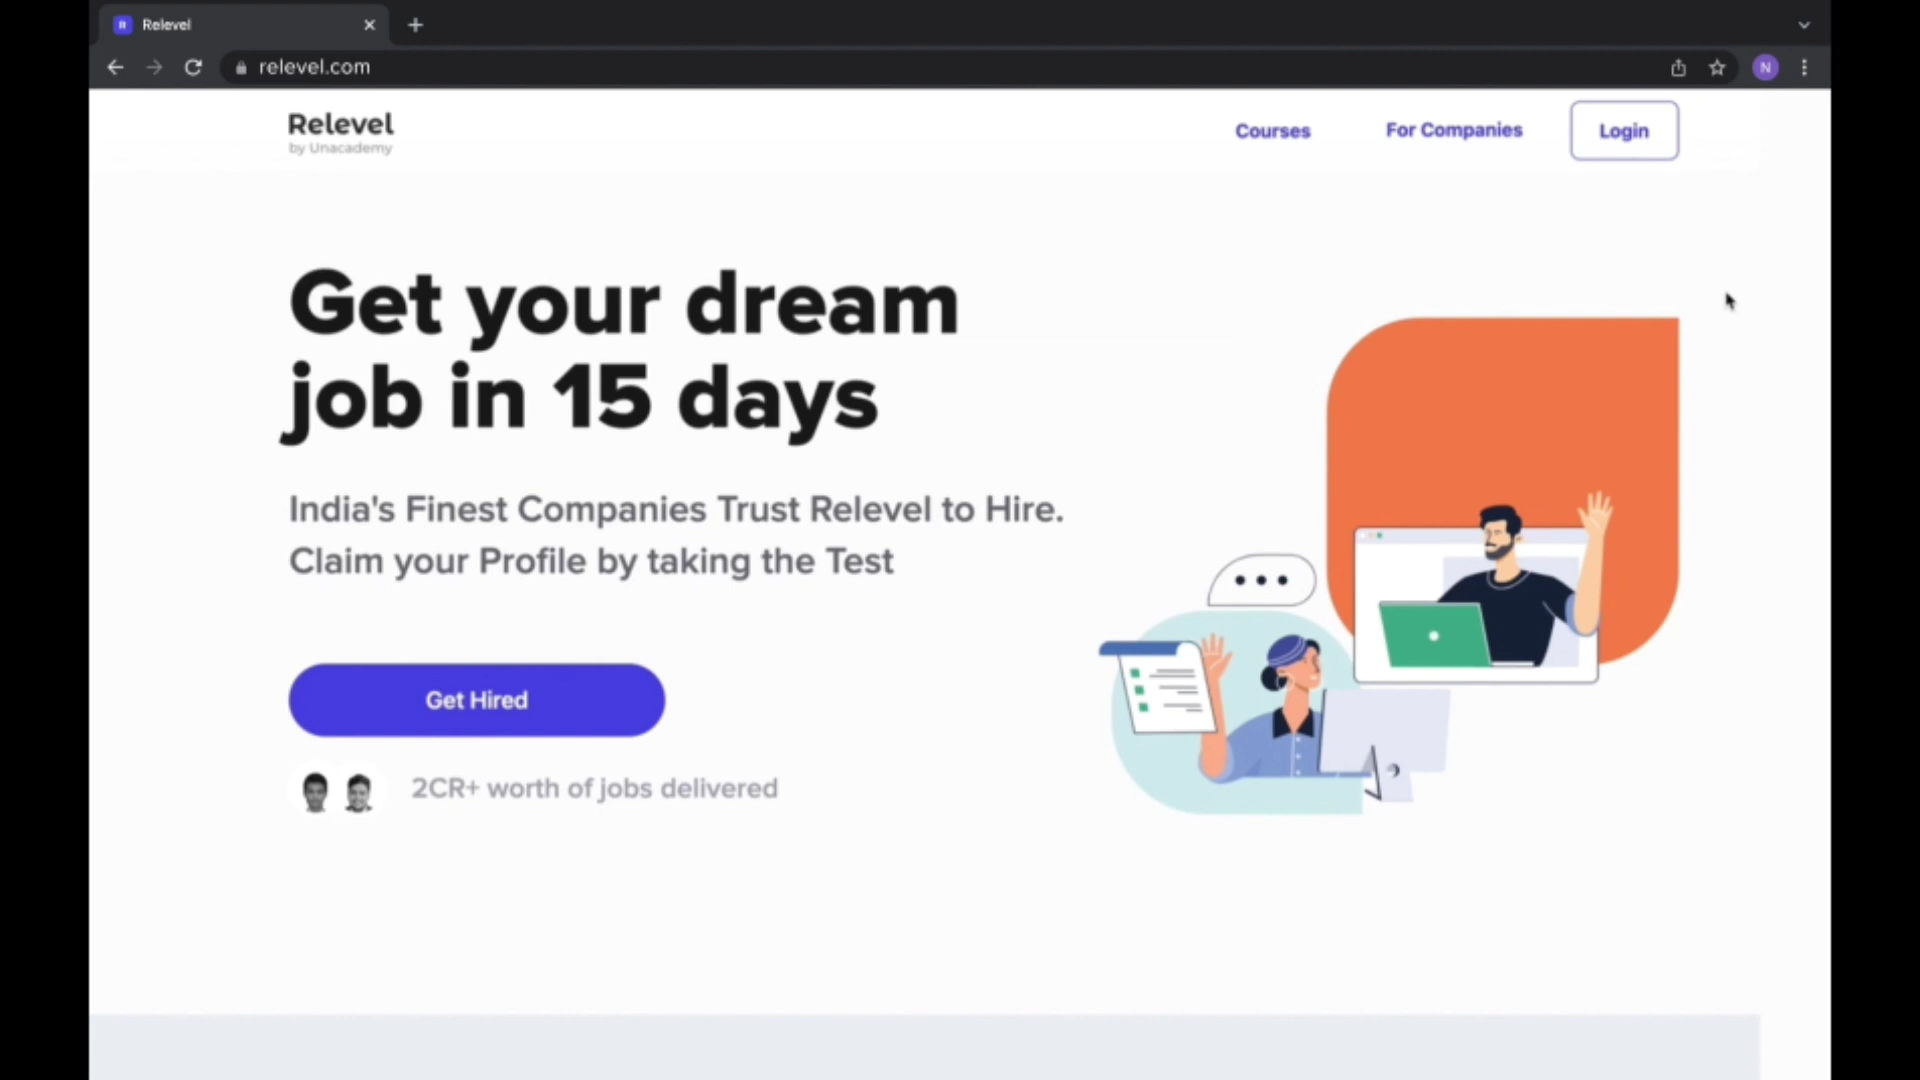 Relevel
relevel.com
N
Relevel
by Unacademy
Courses
For Companies
Login
Get your dream
job in 15 days
India's Finest Companies Trust Relevel to Hire.
Claim your Profile by taking the Test
Get Hired
2CR+ worth of jobs delivered